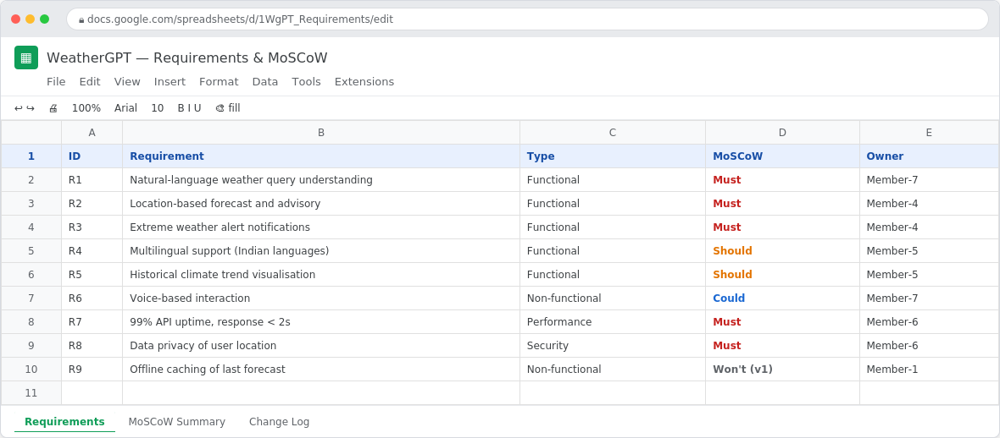 docs.google.com/spreadsheets/d/1WgPT_Requirements/edit
WeatherGPT — Requirements & MoSCoW
File Edit View Insert Format Data Tools Extensions
100% Arial 10 B I U fill
A B C D E
1 ID Requirement Type MoSCoW Owner
2 R1 Natural-language weather query understanding Functional Must Member-7
3 R2 Location-based forecast and advisory Functional Must Member-4
4 R3 Extreme weather alert notifications Functional Must Member-4
5 R4 Multilingual support (Indian languages) Functional Should Member-5
6 R5 Historical climate trend visualisation Functional Should Member-5
7 R6 Voice-based interaction Non-functional Could Member-7
8 R7 99% API uptime, response < 2s Performance Must Member-6
9 R8 Data privacy of user location Security Must Member-6
10 R9 Offline caching of last forecast Non-functional Won't (v1) Member-1
11
Requirements MoSCoW Summary Change Log